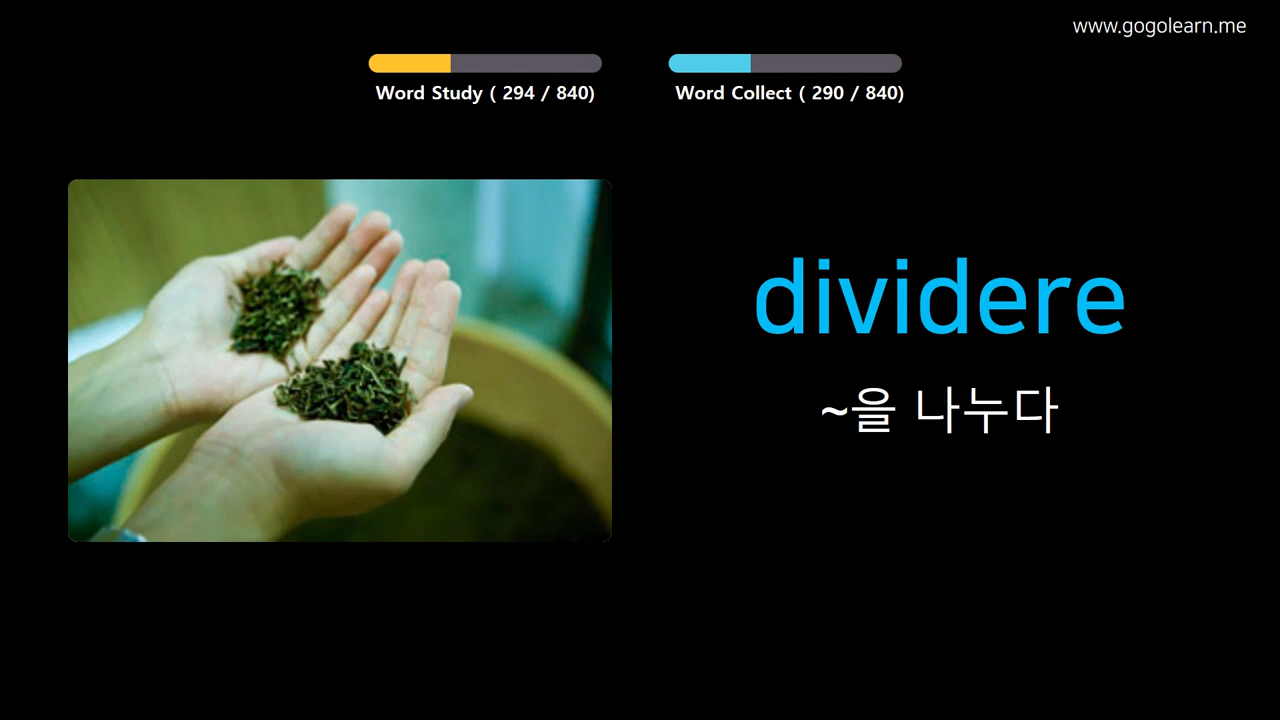 www.gogolearn.me
Word Study ( 294 / 840)
Word Collect ( 290 / 840)
dividere
~을 나누다